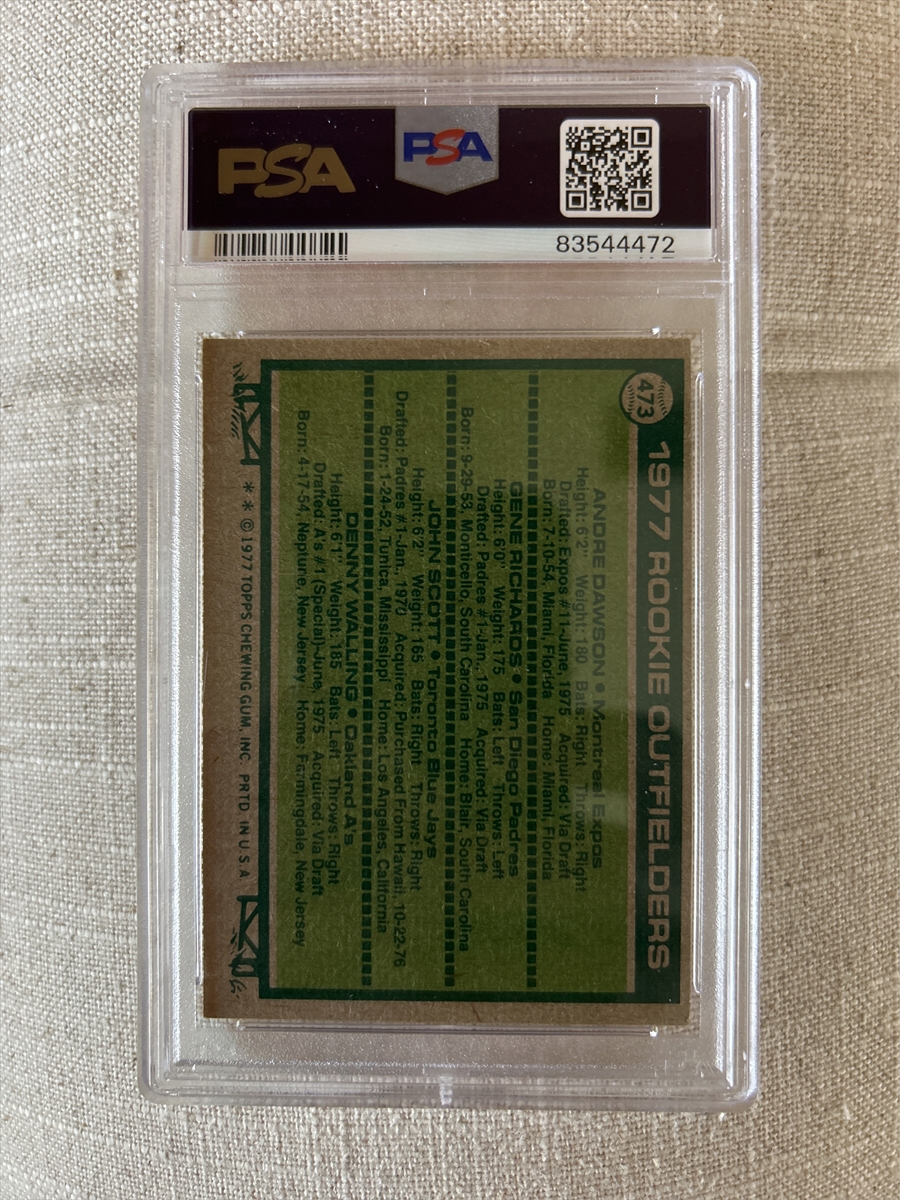 PSA
PSA
83544472
473
1977 ROOKIE OUTFIELDERS
ANDRE DAWSON • Montreal Expos
Height: 6'2" Weight: 180 Bats: Right Throws: Right
Drafted: Expos #11-June, 1975 Acquired: Via Draft
Born: 7-10-54, Miami, Florida Home: Miami, Florida
GENE RICHARDS • San Diego Padres
Height: 6'0" Weight: 175 Bats: Left Throws: Left
Drafted: Padres #1-Jan., 1975 Acquired: Via Draft
Born: 9-29-53, Monticello, South Carolina Home: Blair, South Carolina
JOHN SCOTT • Toronto Blue Jays
Height: 6'2" Weight: 165 Bats: Right Throws: Right
Drafted: Padres #1-Jan., 1970 Acquired: Purchased From Hawaii, 10-22-76
Born: 1-24-52, Tunica, Mississippi Home: Los Angeles, California
DENNY WALLING • Oakland A's
Height: 6'1" Weight: 185 Bats: Left Throws: Right
Drafted: A's #1 (Special)-June, 1975 Acquired: Via Draft
Born: 4-17-54, Neptune, New Jersey Home: Farmingdale, New Jersey
* * © 1977 TOPPS CHEWING GUM, INC. PRTD. IN U.S.A.